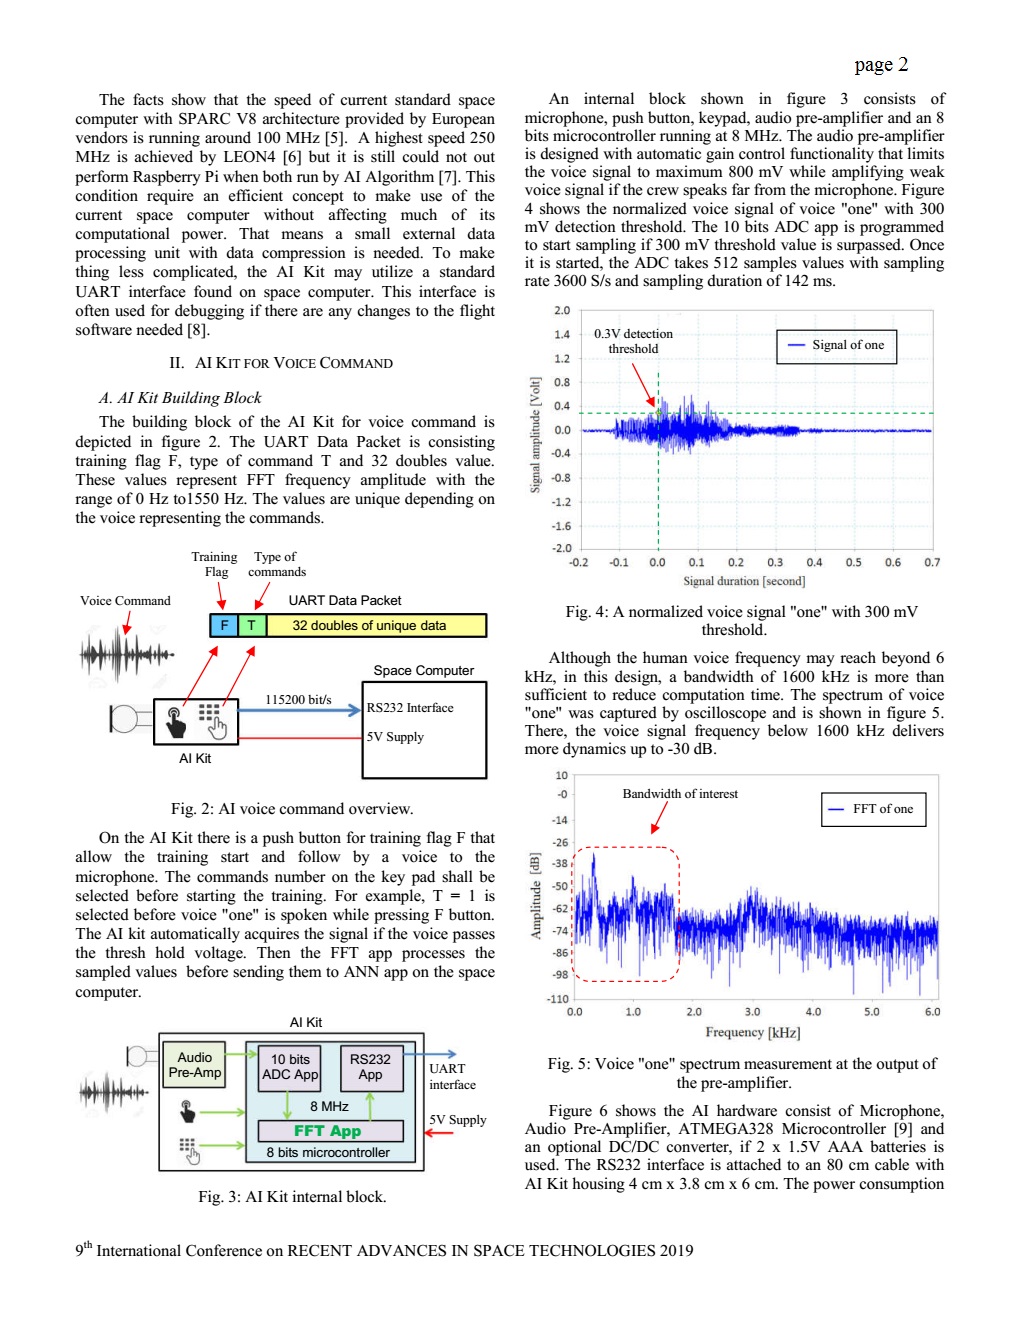 page 2
The facts show that the speed of current standard space
computer with SPARC V8 architecture provided by European
vendors is running around 100 MHz [5].  A highest speed 250
MHz is achieved by LEON4 [6] but it is still could not out
perform Raspberry Pi when both run by AI Algorithm [7]. This
condition require an efficient concept to make use of the
current space computer without affecting much of its
computational power. That means a small external data
processing unit with data compression is needed. To make
thing less complicated, the AI Kit may utilize a standard
UART interface found on space computer. This interface is
often used for debugging if there are any changes to the flight
software needed [8].
II. AI KIT FOR VOICE COMMAND
A. AI Kit Building Block
The building block of the AI Kit for voice command is
depicted in figure 2. The UART Data Packet is consisting
training flag F, type of command T and 32 doubles value.
These values represent FFT frequency amplitude with the
range of 0 Hz to1550 Hz. The values are unique depending on
the voice representing the commands.
Training Flag
Type of commands
Voice Command
UART Data Packet
F T 32 doubles of unique data
Space Computer
115200 bit/s
RS232 Interface
5V Supply
AI Kit
Fig. 2: AI voice command overview.
On the AI Kit there is a push button for training flag F that
allow the training start and follow by a voice to the
microphone. The commands number on the key pad shall be
selected before starting the training. For example, T = 1 is
selected before voice "one" is spoken while pressing F button.
The AI kit automatically acquires the signal if the voice passes
the thresh hold voltage. Then the FFT app processes the
sampled values  before sending them to ANN app on the space
computer.
AI Kit
Audio
Pre-Amp
10 bits
ADC App
RS232
App
UART
interface
8 MHz
5V Supply
FFT App
8 bits microcontroller
Fig. 3: AI Kit internal block.
An internal block shown in figure 3 consists of
microphone, push button, keypad, audio pre-amplifier and an 8
bits microcontroller running at 8 MHz. The audio pre-amplifier
is designed with automatic gain control functionality that limits
the voice signal to maximum 800 mV while amplifying weak
voice signal if the crew speaks far from the microphone. Figure
4 shows the normalized voice signal of voice "one" with 300
mV detection threshold. The 10 bits ADC app is programmed
to start sampling if 300 mV threshold value is surpassed. Once
it is started, the ADC takes 512 samples values with sampling
rate 3600 S/s and sampling duration of 142 ms.
2.0
1.4
1.2
0.8
0.4
0.0
-0.4
-0.8
-1.2
-1.6
-2.0
Signal amplitude [Volt]
0.3V detection
threshold
Signal of one
-0.2 -0.1 0.0 0.1 0.2 0.3 0.4 0.5 0.6 0.7
Signal duration [second]
Fig. 4: A normalized voice signal "one" with 300 mV
threshold.
Although the human voice frequency may reach beyond 6
kHz, in this design, a bandwidth of 1600 kHz is more than
sufficient to reduce computation time. The spectrum of voice
"one" was captured by oscilloscope and is shown in figure 5.
There, the voice signal frequency below 1600 kHz delivers
more dynamics up to -30 dB.
10
-0
-14
-26
-38
-50
-62
-74
-86
-98
-110
Amplitude [dB]
Bandwidth of interest
FFT of one
0.0 1.0 2.0 3.0 4.0 5.0 6.0
Frequency [kHz]
Fig. 5: Voice "one" spectrum measurement at the output of
the pre-amplifier.
Figure 6 shows the AI hardware consist of Microphone,
Audio Pre-Amplifier, ATMEGA328 Microcontroller [9] and
an optional DC/DC converter, if 2 x 1.5V AAA batteries is
used. The RS232 interface is attached to an 80 cm cable with
AI Kit housing 4 cm x 3.8 cm x 6 cm. The power consumption
9th International Conference on RECENT ADVANCES IN SPACE TECHNOLOGIES 2019